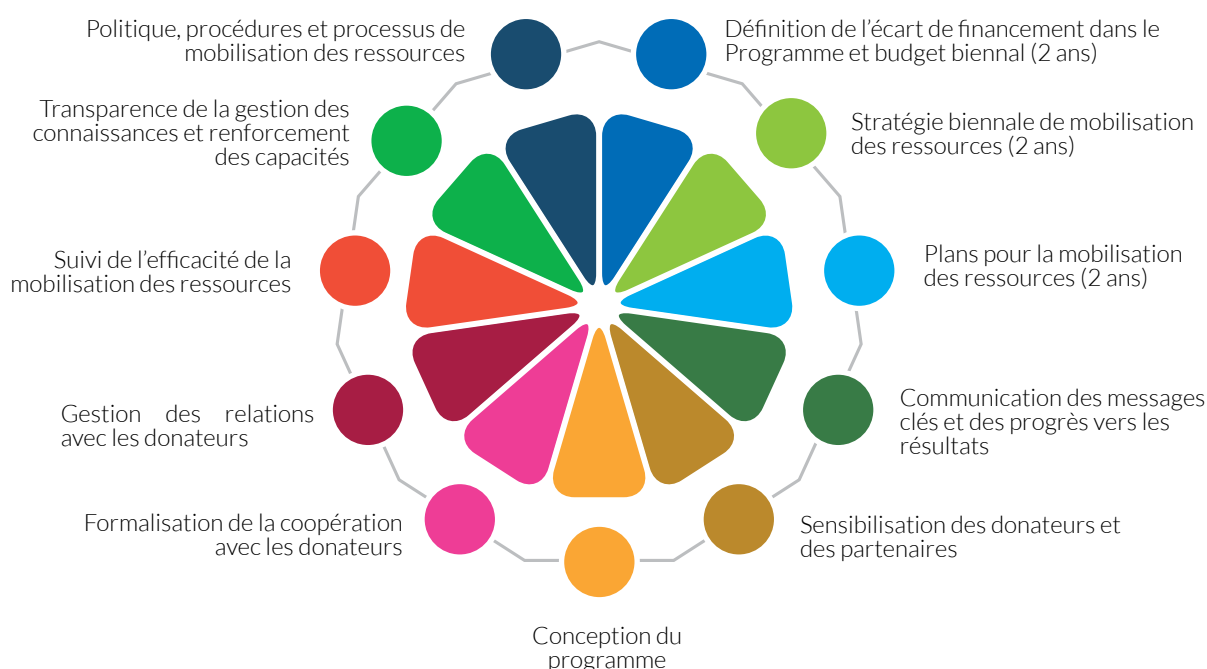 Politique, procédures et processus de
mobilisation des ressources
Définition de l'écart de financement dans le
Programme et budget biennal (2 ans)
Transparence de la gestion des
connaissances et renforcement
des capacités
Stratégie biennale de mobilisation
des ressources (2 ans)
Suivi de l'efficacité de la
mobilisation des ressources
Plans pour la mobilisation
des ressources (2 ans)
Gestion des relations
avec les donateurs
Communication des messages
clés et des progrès vers les
résultats
Formalisation de la coopération
avec les donateurs
Sensibilisation des donateurs et
des partenaires
Conception du
programme